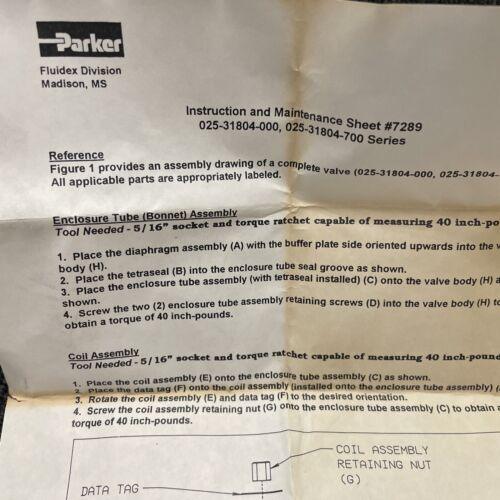 Parker
Fluidex Division
Madison, MS
Instruction and Maintenance Sheet #7289
025-31804-000, 025-31804-700 Series
Reference
Figure 1 provides an assembly drawing of a complete valve (025-31804-000, 025-31804-
All applicable parts are appropriately labeled.
Enclosure Tube (Bonnet) Assembly
Tool Needed - 5/16" socket and torque ratchet capable of measuring 40 inch-po
1. Place the diaphragm assembly (A) with the buffer plate side oriented upwards into the v
body (H).
2. Place the tetraseal (B) into the enclosure tube seal groove as shown.
3. Place the enclosure tube assembly (with tetraseal installed) (C) onto the valve body (H) a
shown.
4. Screw the two (2) enclosure tube assembly retaining screws (D) into the valve body (H) to
obtain a torque of 40 inch-pounds.
Coil Assembly
Tool Needed - 5/16" socket and torque ratchet capable of measuring 40 inch-pound
1. Place the coil assembly (E) onto the enclosure tube assembly (C) as shown.
2. Place the data tag (F) onto the coil assembly (installed onto the enclosure tube assembly) (
3. Rotate the coil assembly (E) and data tag (F) to the desired orientation.
4. Screw the coil assembly retaining nut (G) onto the enclosure tube assembly (C) to obtain a
torque of 40 inch-pounds.
COIL ASSEMBLY
RETAINING NUT
(G)
DATA TAG